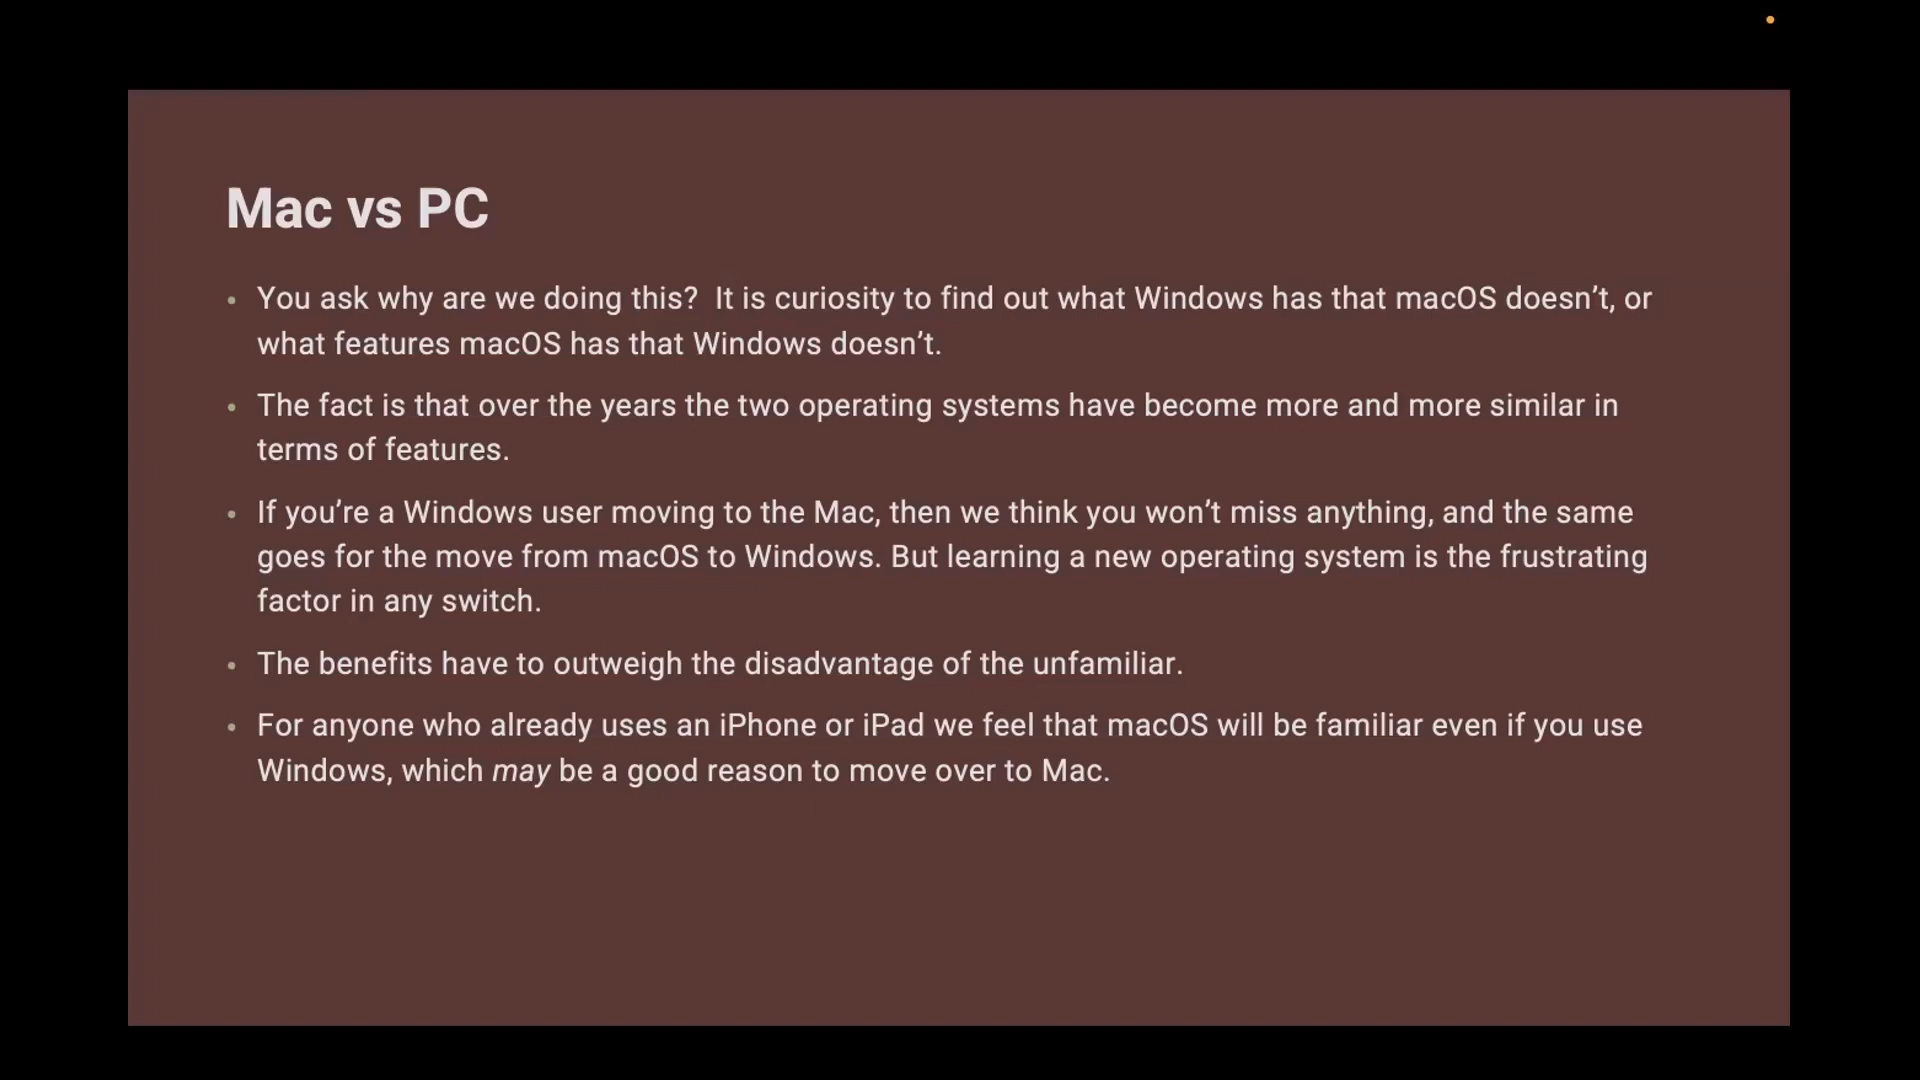 Mac vs PC
• You ask why are we doing this?  It is curiosity to find out what Windows has that macOS doesn’t, or
what features macOS has that Windows doesn’t.
• The fact is that over the years the two operating systems have become more and more similar in
terms of features.
• If you’re a Windows user moving to the Mac, then we think you won’t miss anything, and the same
goes for the move from macOS to Windows. But learning a new operating system is the frustrating
factor in any switch.
• The benefits have to outweigh the disadvantage of the unfamiliar.
• For anyone who already uses an iPhone or iPad we feel that macOS will be familiar even if you use
Windows, which may be a good reason to move over to Mac.